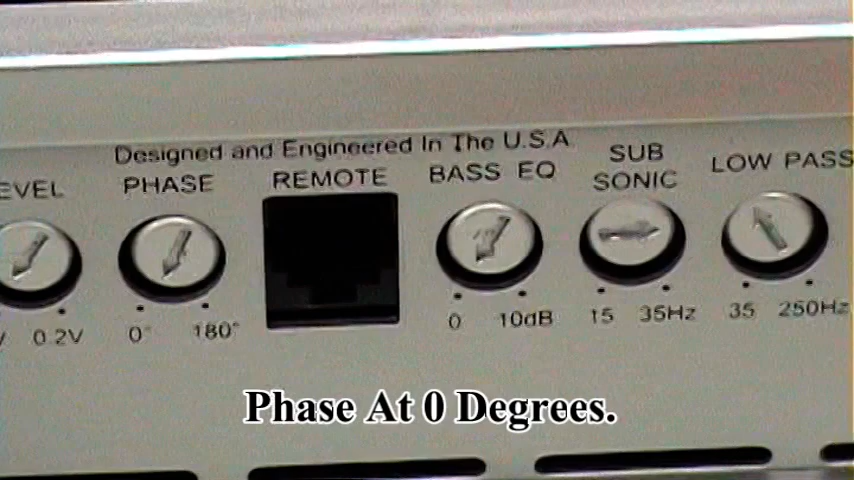 Designed and Engineered In The U.S.A
EVEL PHASE REMOTE BASS EQ SUB SONIC LOW PASS
V 0.2V 0° 180° 0 10dB 15 35Hz 35 250Hz
Phase At 0 Degrees.